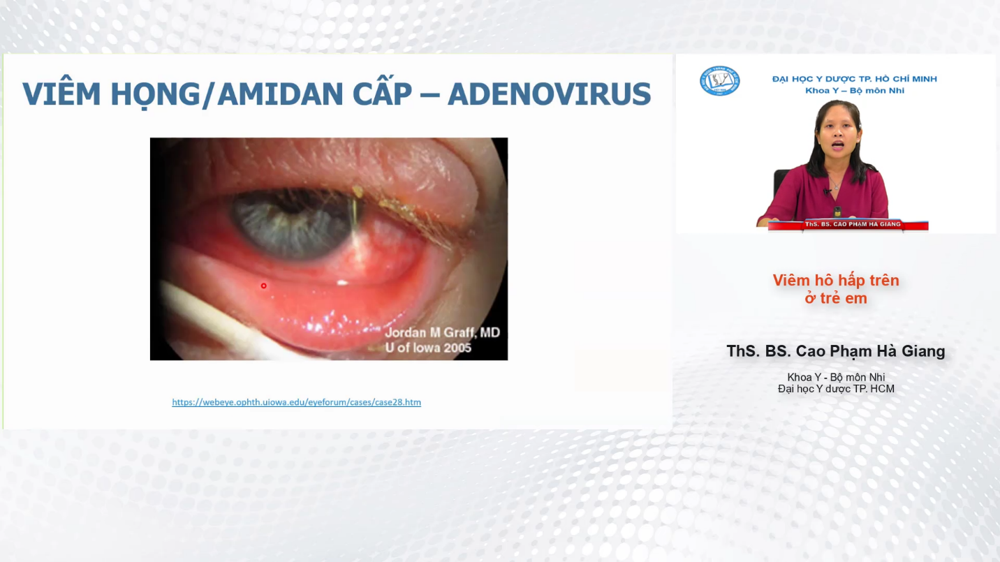 VIÊM HỌNG/AMIDAN CẤP – ADENOVIRUS
Jordan M Graff, MD
U of Iowa 2005
https://webeye.ophth.uiowa.edu/eyeforum/cases/case28.htm
ĐẠI HỌC Y DƯỢC TP. HỒ CHÍ MINH
Khoa Y – Bộ môn Nhi
ThS. BS. CAO PHẠM HÀ GIANG
Viêm hô hấp trên
ở trẻ em
ThS. BS. Cao Phạm Hà Giang
Khoa Y - Bộ môn Nhi
Đại học Y dược TP. HCM